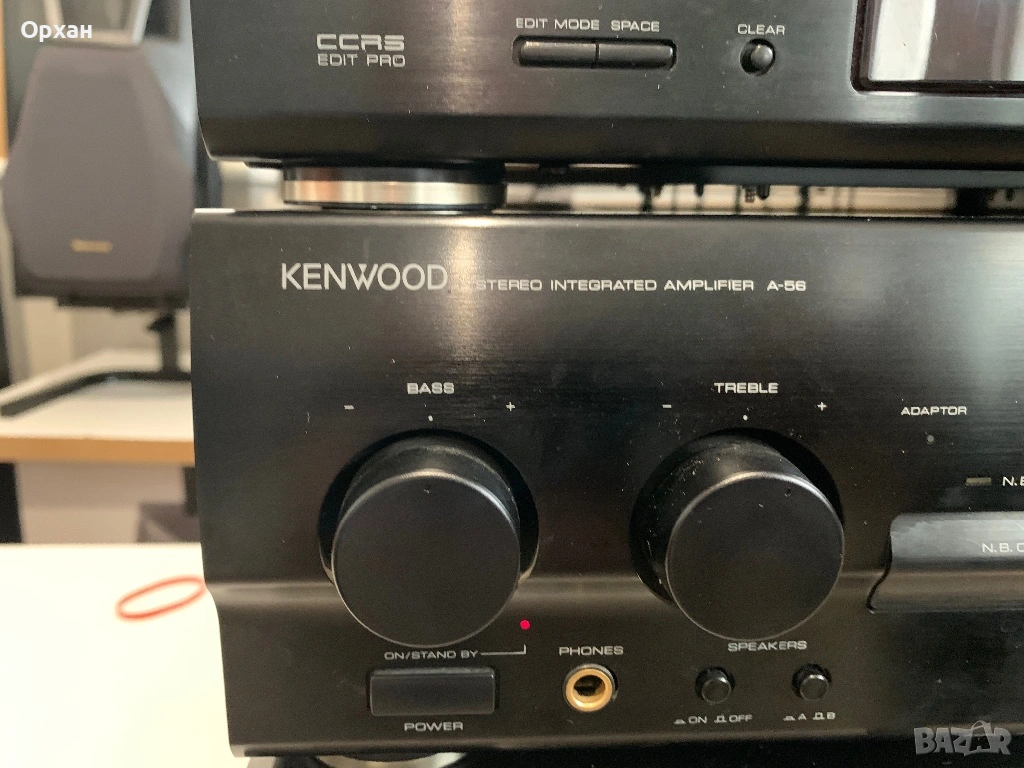 Орхан
EDIT MODE SPACE
CLEAR
CCRS
EDIT PRO
KENWOOD STEREO INTEGRATED AMPLIFIER A-56
BASS
TREBLE
- +
- +
ADAPTOR
N.B. C
ON/STAND BY
PHONES
SPEAKERS
ON OFF
A B
POWER
BAZAR